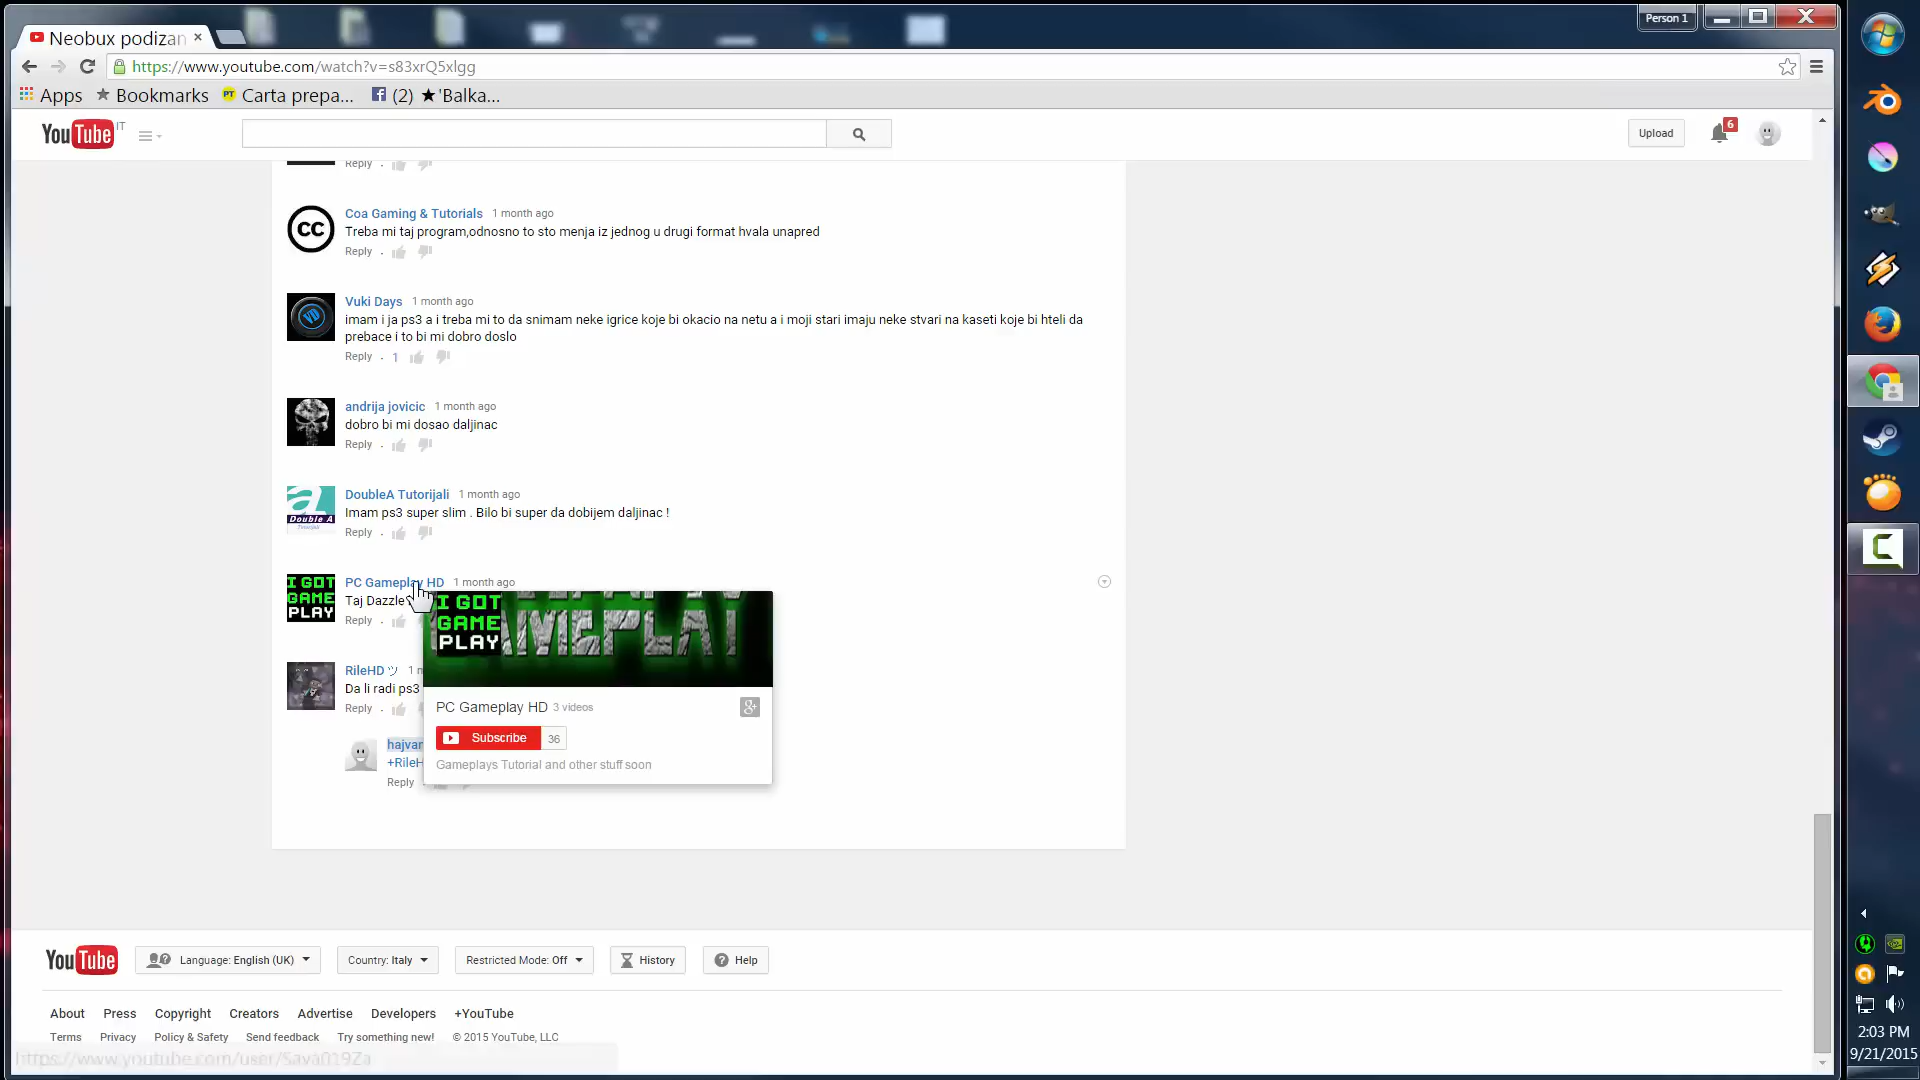 Person 1
Neobux podizan
https://www.youtube.com/watch?v=s83xrQ5xlgg
Apps Bookmarks Carta prepa... (2) ★'Balka...
YouTube IT
Upload 6
Reply
Coa Gaming & Tutorials 1 month ago
Treba mi taj program,odnosno to sto menja iz jednog u drugi format hvala unapred
Reply
Vuki Days 1 month ago
imam i ja ps3 a i treba mi to da snimam neke igrice koje bi okacio na netu a i moji stari imaju neke stvari na kaseti koje bi hteli da
prebace i to bi mi dobro doslo
Reply 1
andrija jovicic 1 month ago
dobro bi mi dosao daljinac
Reply
DoubleA Tutorijali 1 month ago
Imam ps3 super slim . Bilo bi super da dobijem daljinac !
Reply
PC Gameplay HD 1 month ago
Taj Dazzle
Reply
I GOT
GAME
PLAY
RileHD ツ 1 m
Da li radi ps3
Reply
PC Gameplay HD 3 videos
Subscribe 36
Gameplays Tutorial and other stuff soon
hajvan
+RileH
Reply
YouTube Language: English (UK) Country: Italy Restricted Mode: Off History Help
About Press Copyright Creators Advertise Developers +YouTube
Terms Privacy Policy & Safety Send feedback Try something new! © 2015 YouTube, LLC
https://www.youtube.com/user/Sava019Za
2:03 PM
9/21/2015